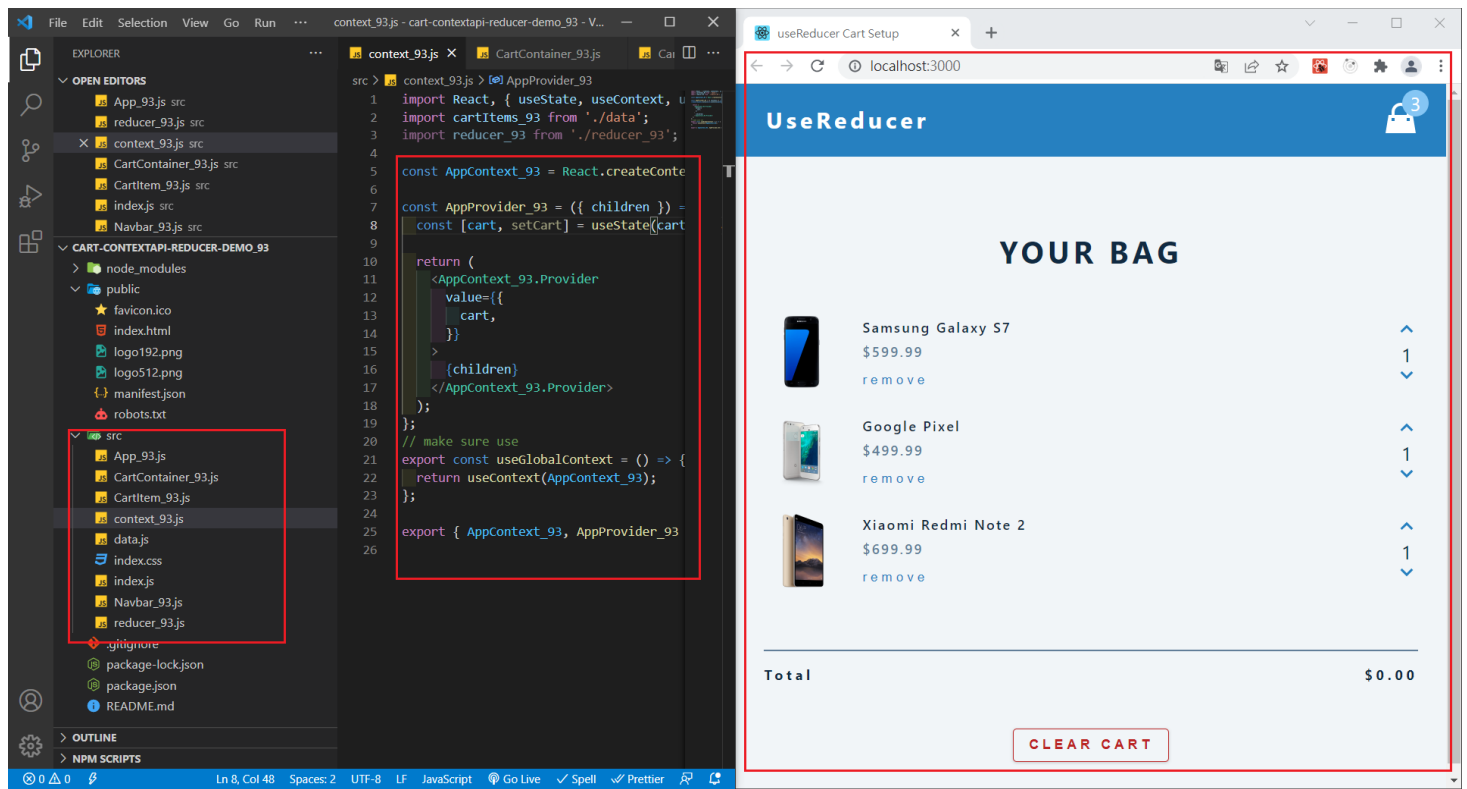 File Edit Selection View Go Run ··· context_93.js - cart-contextapi-reducer-demo_93 - V...
EXPLORER
OPEN EDITORS
App_93.js src
reducer_93.js src
context_93.js src
CartContainer_93.js src
CartItem_93.js src
index.js src
Navbar_93.js src
CART-CONTEXTAPI-REDUCER-DEMO_93
node_modules
public
favicon.ico
index.html
logo192.png
logo512.png
manifest.json
robots.txt
src
App_93.js
CartContainer_93.js
CartItem_93.js
context_93.js
data.js
index.css
index.js
Navbar_93.js
reducer_93.js
.gitignore
package-lock.json
package.json
README.md
OUTLINE
NPM SCRIPTS
context_93.js CartContainer_93.js Car
src > context_93.js > AppProvider_93
1 import React, { useState, useContext, u
2 import cartItems_93 from './data';
3 import reducer_93 from './reducer_93';
4
5 const AppContext_93 = React.createConte
6
7 const AppProvider_93 = ({ children }) =
8 const [cart, setCart] = useState(cart
9
10 return (
11 <AppContext_93.Provider
12 value={{
13 cart,
14 }}
15 >
16 {children}
17 </AppContext_93.Provider>
18 );
19 };
20 // make sure use
21 export const useGlobalContext = () => {
22 return useContext(AppContext_93);
23 };
24
25 export { AppContext_93, AppProvider_93
26
0 0 Ln 8, Col 48 Spaces: 2 UTF-8 LF JavaScript Go Live Spell Prettier
useReducer Cart Setup
localhost:3000
UseReducer
3
YOUR BAG
Samsung Galaxy S7
$599.99
remove
1
Google Pixel
$499.99
remove
1
Xiaomi Redmi Note 2
$699.99
remove
1
Total $0.00
CLEAR CART